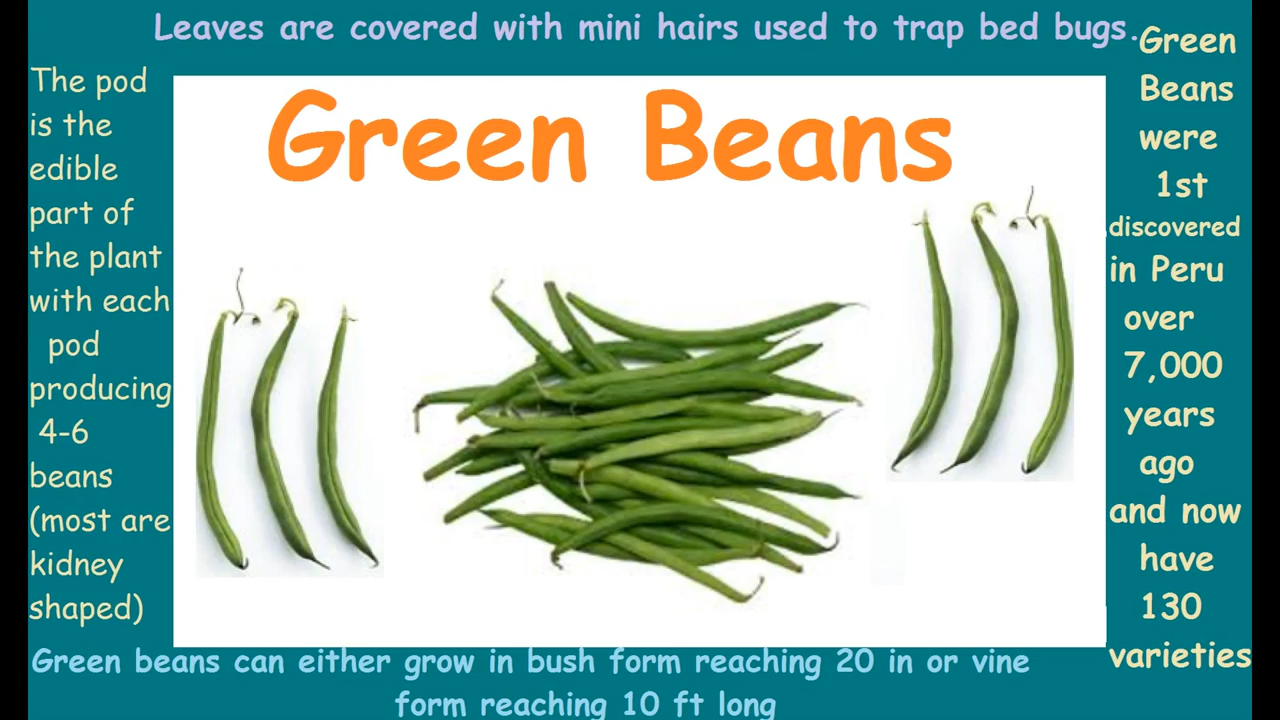 Leaves are covered with mini hairs used to trap bed bugs.
The pod
is the
edible
part of
the plant
with each
pod
producing
4-6
beans
(most are
kidney
shaped)
Green Beans
Green
Beans
were
1st
discovered
in Peru
over
7,000
years
ago
and now
have
130
varieties
Green beans can either grow in bush form reaching 20 in or vine
form reaching 10 ft long